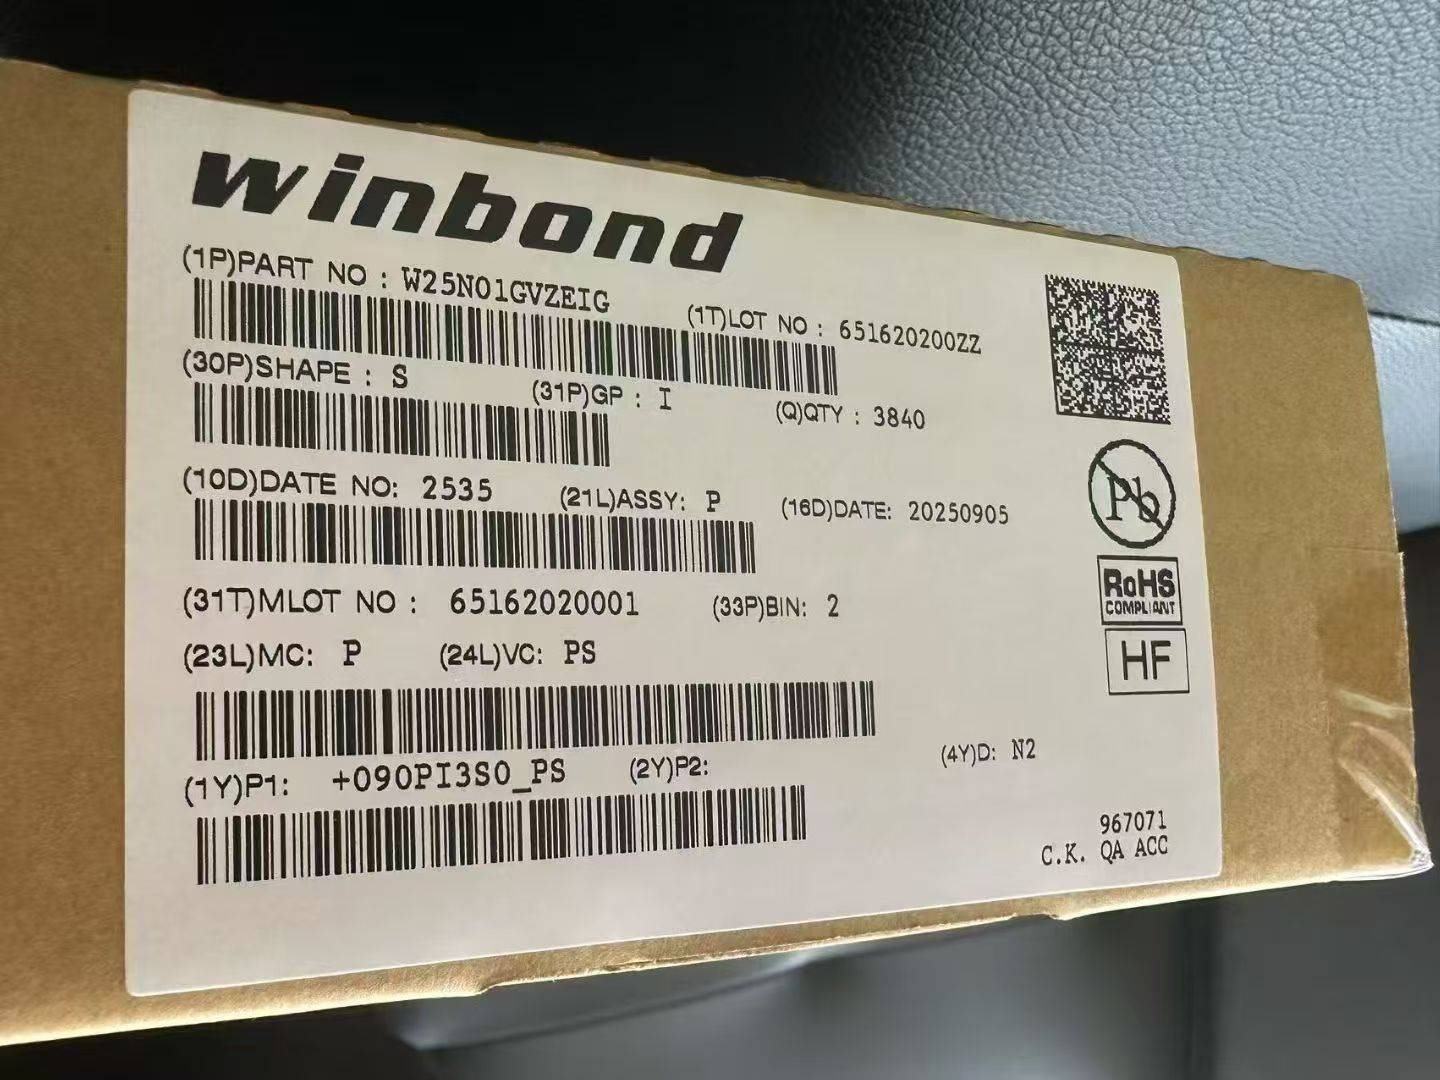 winbond
(1P)PART NO : W25N01GVZEIG (1T)LOT NO : 651620200ZZ
(30P)SHAPE : S (31P)GP : I (Q)QTY : 3840
(10D)DATE NO: 2535 (21L)ASSY: P (16D)DATE: 20250905
Pb
(31T)MLOT NO : 65162020001 (33P)BIN: 2
RoHS
COMPLIANT
(23L)MC: P (24L)VC: PS
HF
(1Y)P1: +090PI3S0_PS (2Y)P2: (4Y)D: N2
967071
C.K. QA ACC